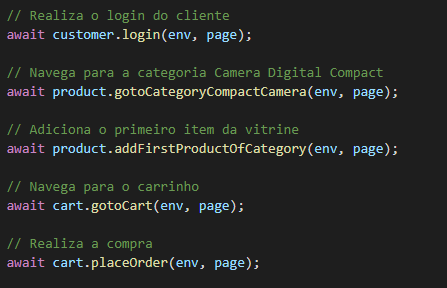 // Realiza o login do cliente
await customer.login(env, page);
// Navega para a categoria Camera Digital Compact
await product.gotoCategoryCompactCamera(env, page);
// Adiciona o primeiro item da vitrine
await product.addFirstProductOfCategory(env, page);
// Navega para o carrinho
await cart.gotoCart(env, page);
// Realiza a compra
await cart.placeOrder(env, page);